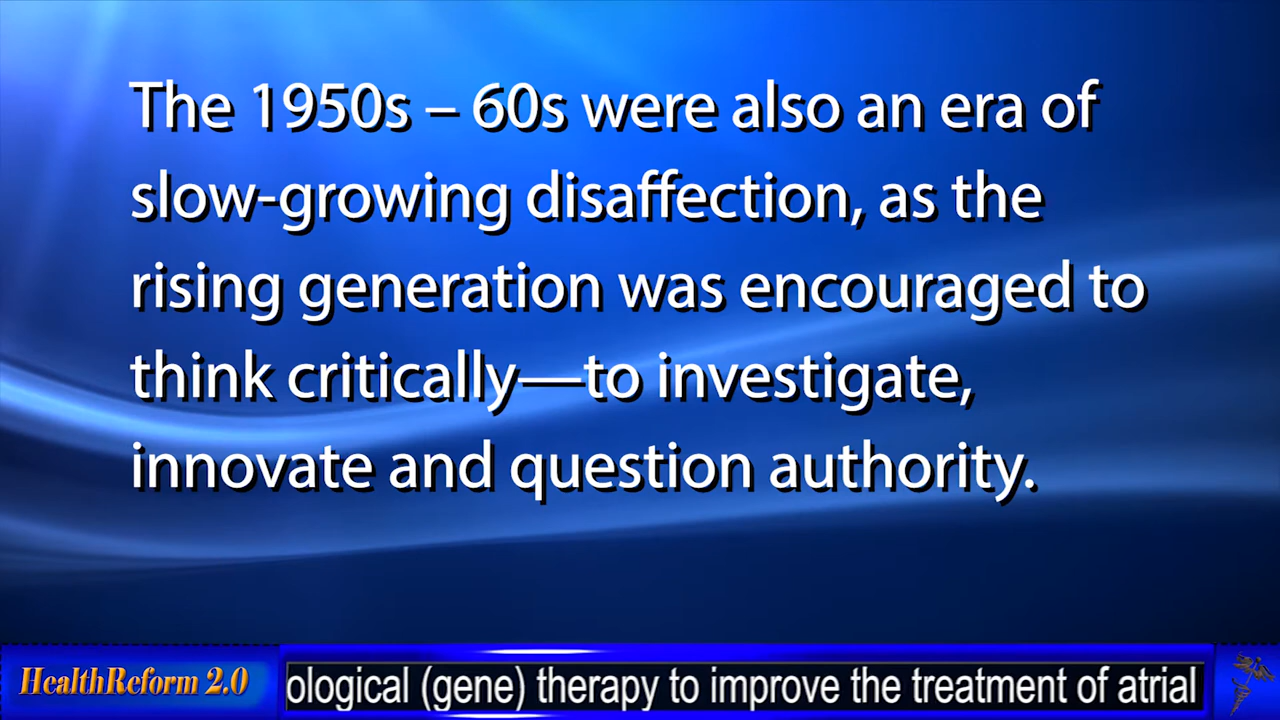 The 1950s – 60s were also an era of
slow-growing disaffection, as the
rising generation was encouraged to
think critically—to investigate,
innovate and question authority.
HealthReform 2.0
ological (gene) therapy to improve the treatment of atrial